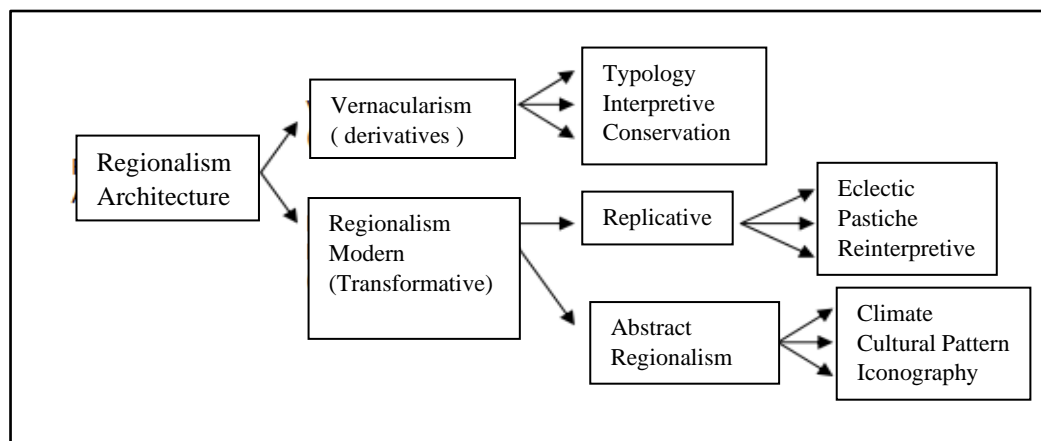 Regionalism
Architecture
Vernacularism
( derivatives )
Typology
Interpretive
Conservation
Regionalism
Modern
(Transformative)
Replicative
Eclectic
Pastiche
Reinterpretive
Abstract
Regionalism
Climate
Cultural Pattern
Iconography